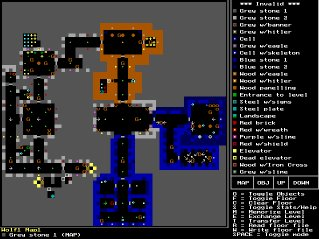 *** Invalid ***
Grey stone 1
Grey stone 2
Grey w/banner
Grey w/hitler
Cell
Grey w/eagle
Cell w/skeleton
Blue stone 1
Blue stone 2
Wood w/eagle
Wood w/hitler
Wood panelling
Entrance to level
Steel w/signs
Steel plate
Landscape
Red brick
Red w/wreath
Purple w/slime
Red w/shield
Elevator
Dead elevator
Wood w/Iron Cross
Grey w/slime
MAP OBJ UP DOWN
O = Toggle Objects
F = Toggle Floor
C = Clear Floor
S = Toggle Stats/Help
M = Memorize Level
E = Exchange Level
T = Transfer Level
R = Read floor file
W = Write floor file
SPACE = Toggle mode
Wolf1 Map1
Grey stone 1 (MAP)